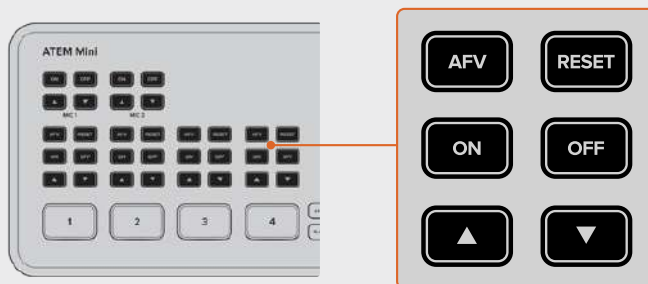 ATEM Mini
ON OFF ON OFF
MIC 1 MIC 2
AFV RESET AFV RESET AFV RESET AFV RESET
ON OFF ON OFF ON OFF ON OFF
1 2 3 4
AFV RESET
ON OFF